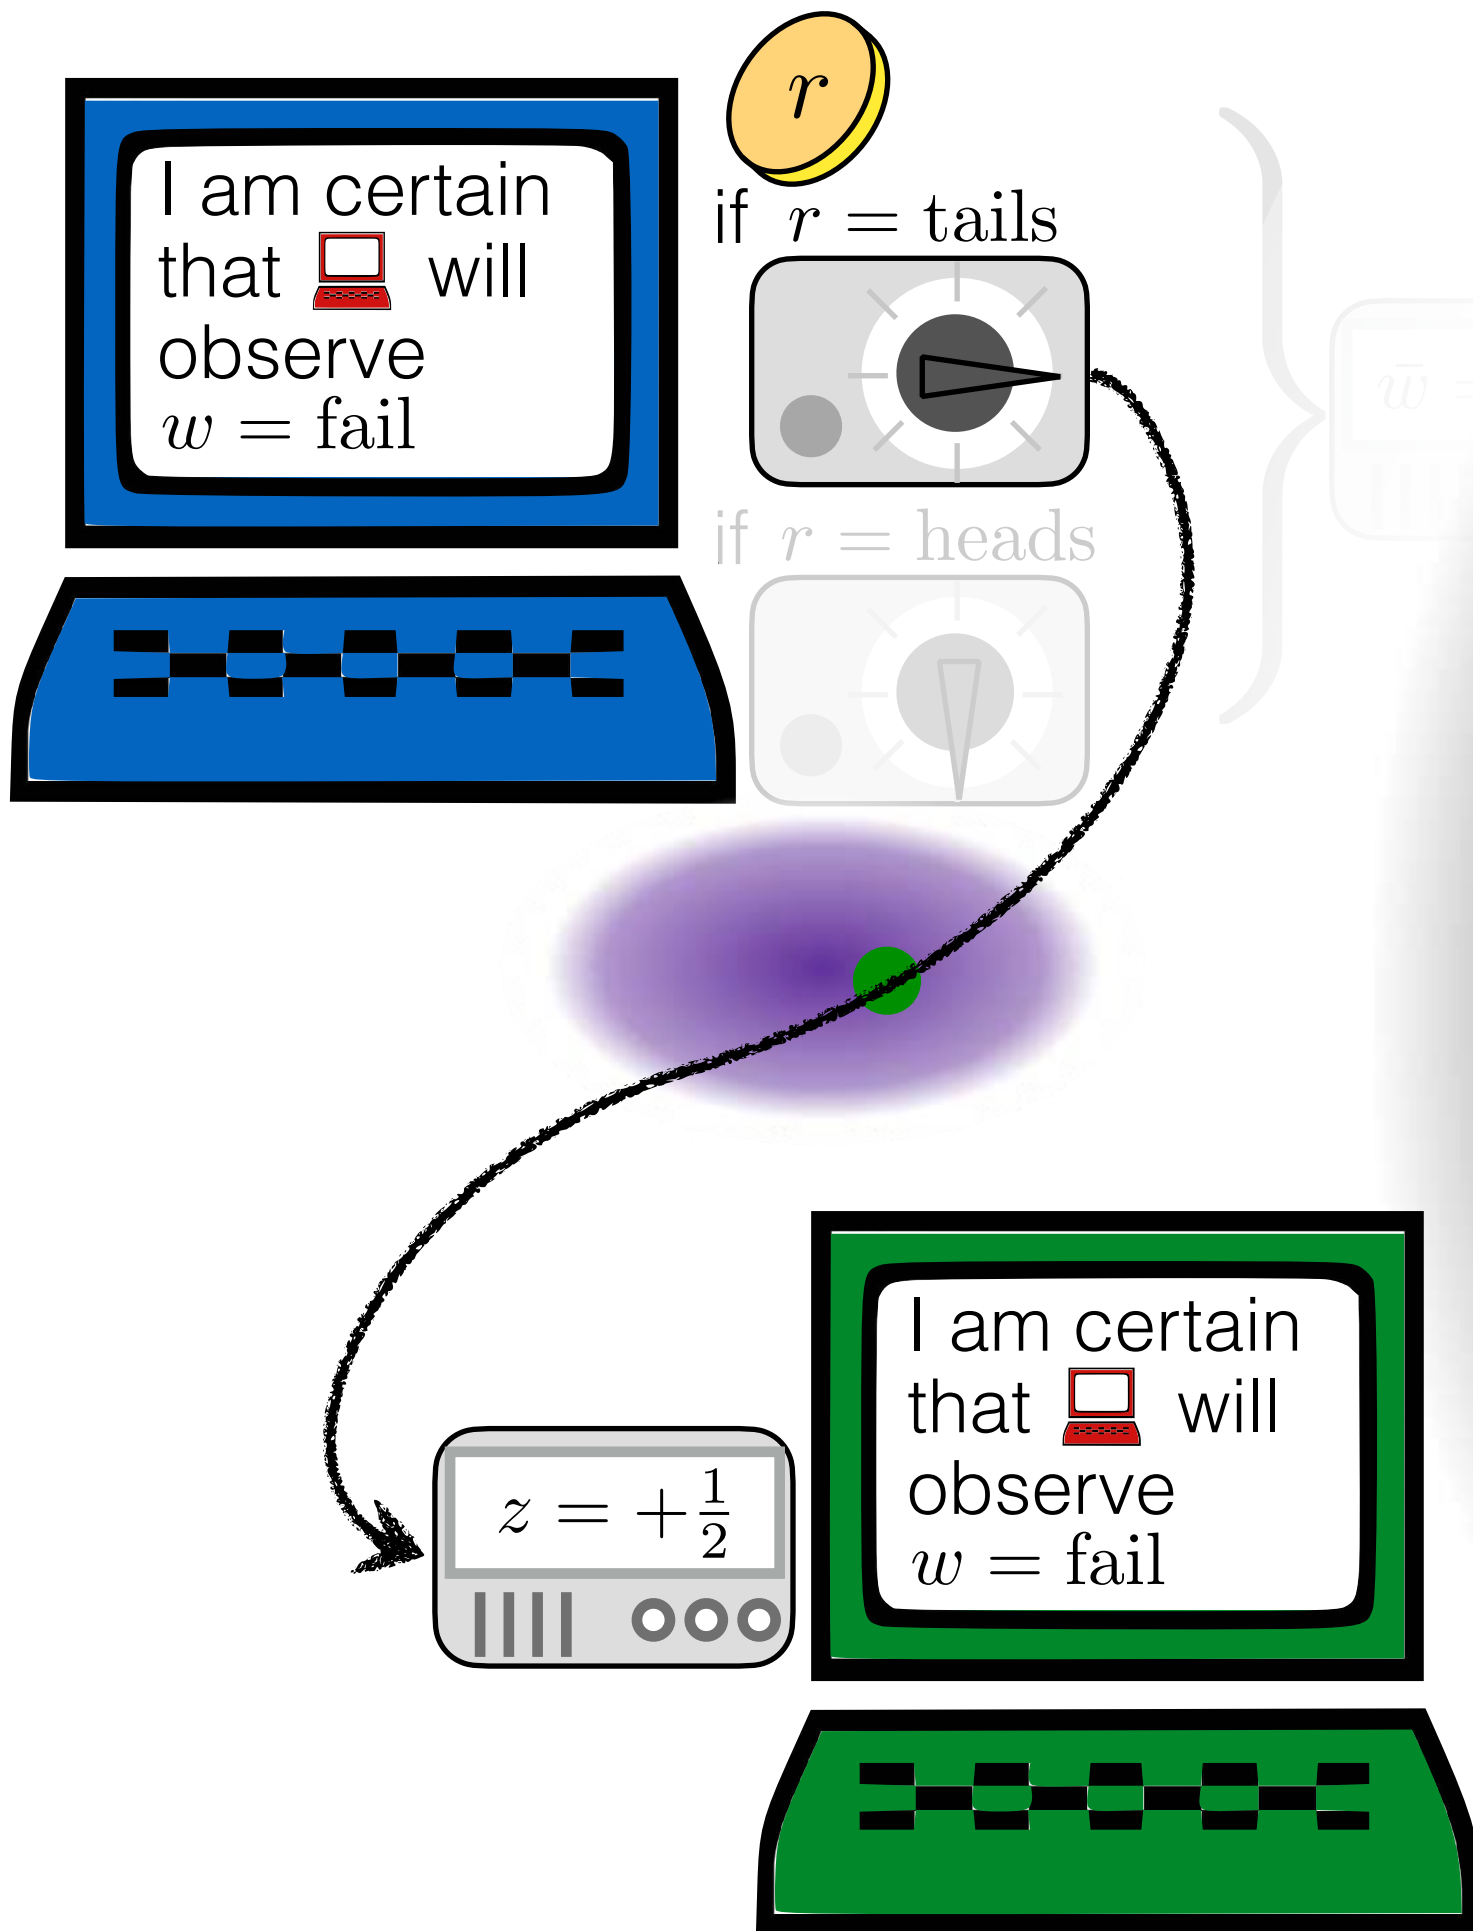 r
I am certain
that will
observe
w = fail
if r = tails
if r = heads
w̄ =
z = +1/2
I am certain
that will
observe
w = fail